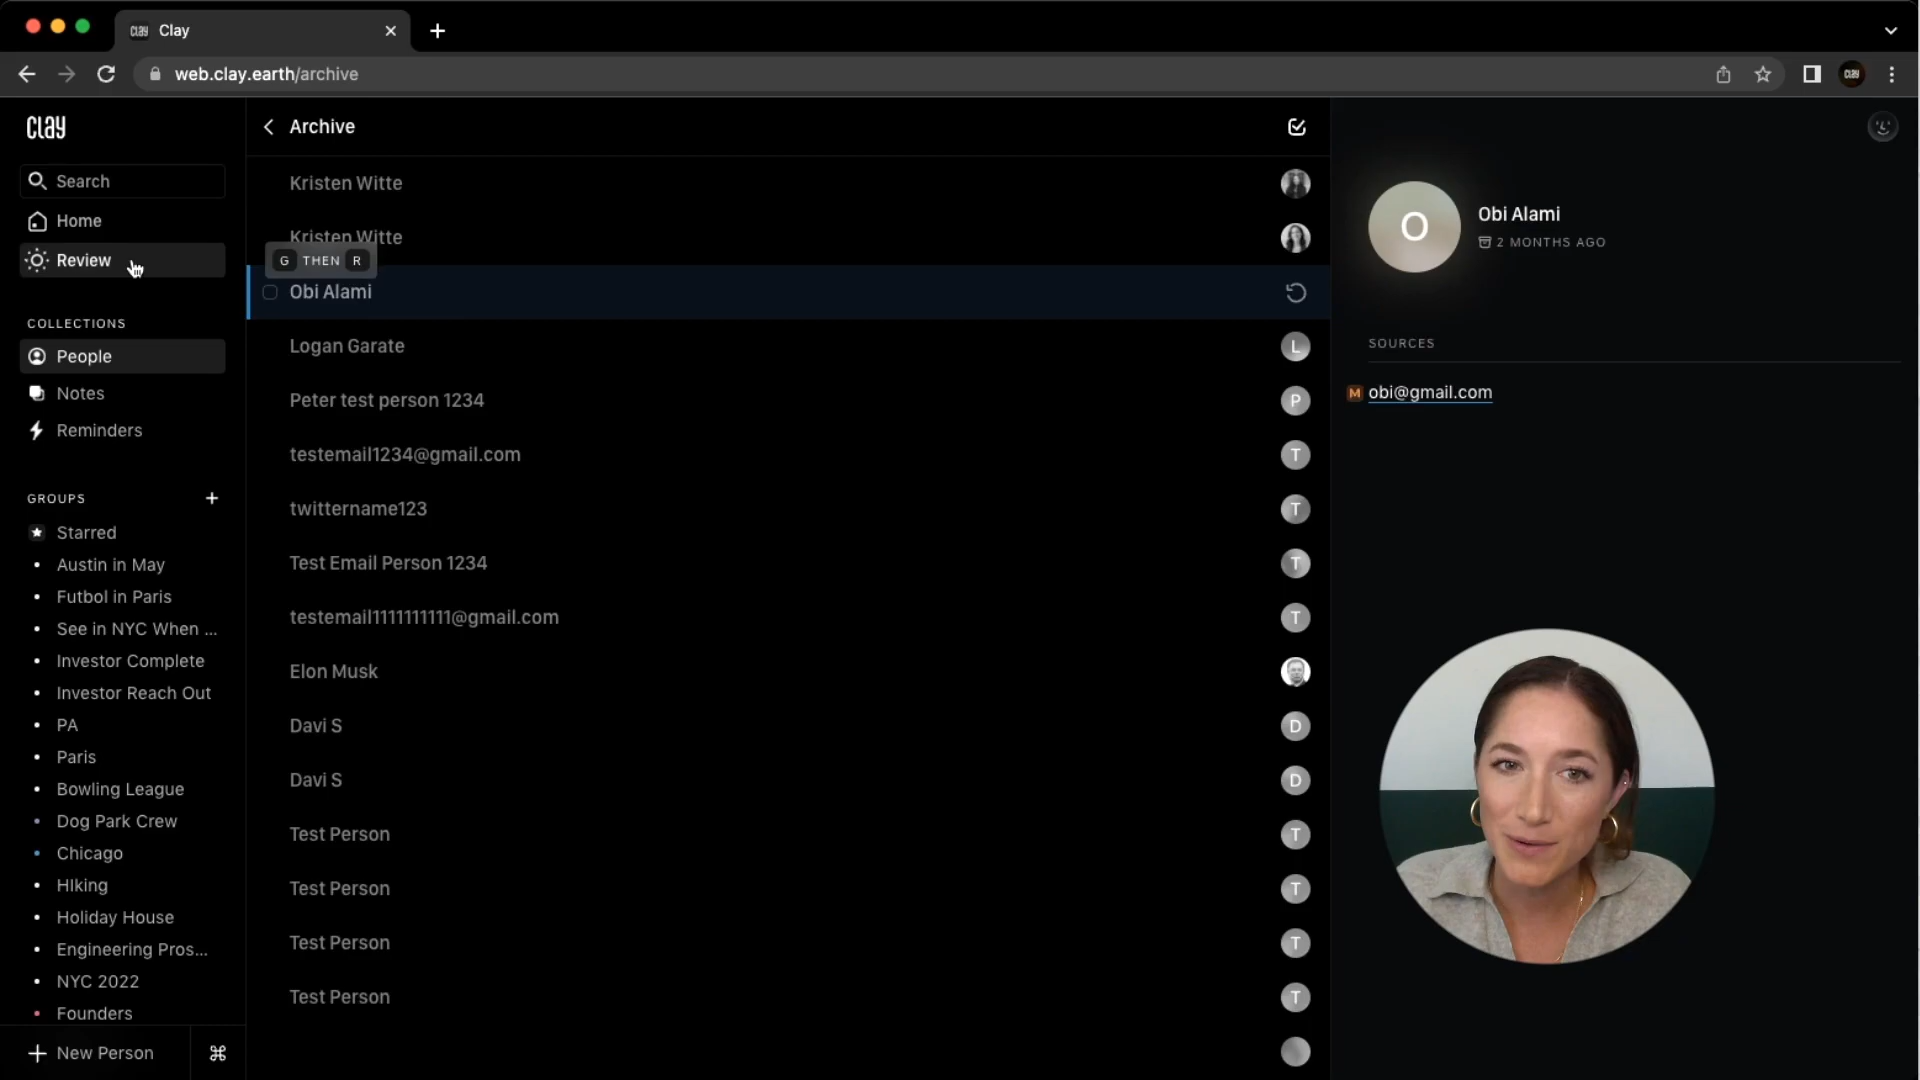 Clay
web.clay.earth/archive
clay
Search
Home
Review
COLLECTIONS
People
Notes
Reminders
GROUPS
Starred
Austin in May
Futbol in Paris
See in NYC When ...
Investor Complete
Investor Reach Out
PA
Paris
Bowling League
Dog Park Crew
Chicago
HIking
Holiday House
Engineering Pros...
NYC 2022
Founders
New Person
Archive
Kristen Witte
Kristen Witte
G THEN R
Obi Alami
Logan Garate
L
Peter test person 1234
P
testemail1234@gmail.com
T
twittername123
T
Test Email Person 1234
T
testemail1111111111@gmail.com
T
Elon Musk
Davi S
D
Davi S
D
Test Person
T
Test Person
T
Test Person
T
Test Person
T
O
Obi Alami
2 MONTHS AGO
SOURCES
M obi@gmail.com